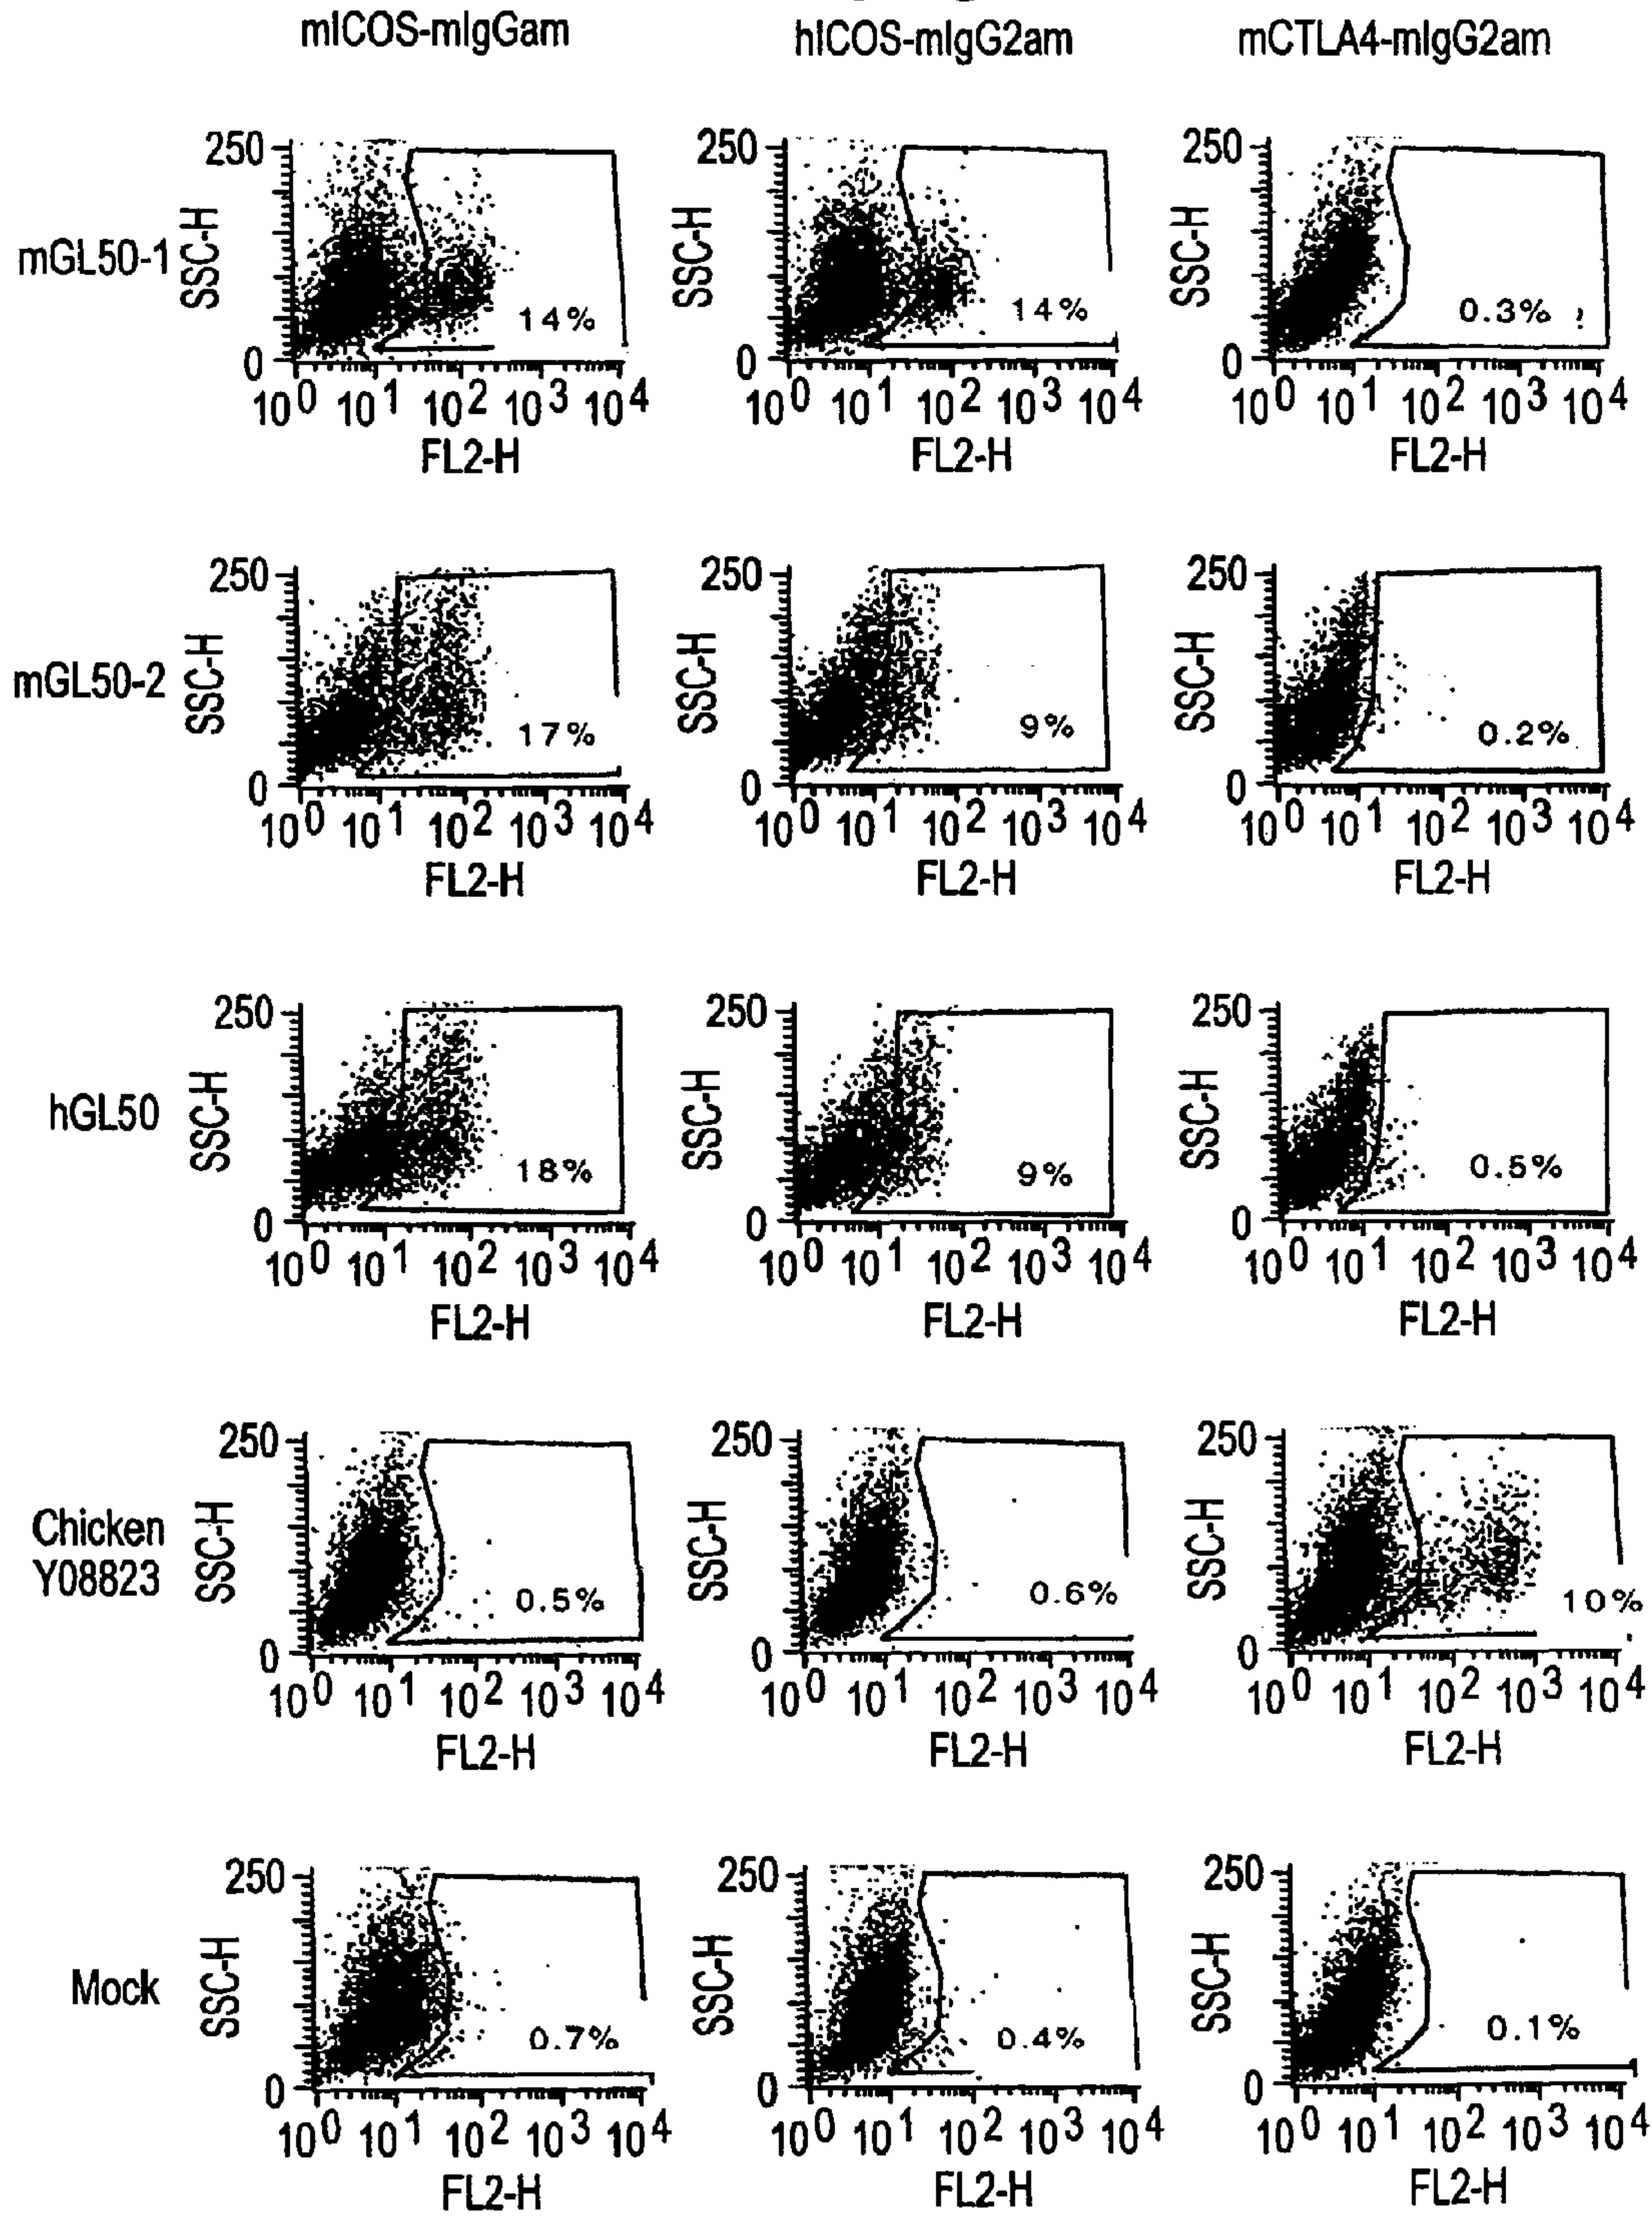 mICOS-mIgGam hICOS-mIgG2am mCTLA4-mIgG2am
mGL50-1
SSC-H 250 0 14% 10^0 10^1 10^2 10^3 10^4 FL2-H
SSC-H 250 0 14% 10^0 10^1 10^2 10^3 10^4 FL2-H
SSC-H 250 0 0.3% 10^0 10^1 10^2 10^3 10^4 FL2-H
mGL50-2
SSC-H 250 0 17% 10^0 10^1 10^2 10^3 10^4 FL2-H
SSC-H 250 0 9% 10^0 10^1 10^2 10^3 10^4 FL2-H
SSC-H 250 0 0.2% 10^0 10^1 10^2 10^3 10^4 FL2-H
hGL50
SSC-H 250 0 18% 10^0 10^1 10^2 10^3 10^4 FL2-H
SSC-H 250 0 9% 10^0 10^1 10^2 10^3 10^4 FL2-H
SSC-H 250 0 0.5% 10^0 10^1 10^2 10^3 10^4 FL2-H
Chicken
Y08823
SSC-H 250 0 0.5% 10^0 10^1 10^2 10^3 10^4 FL2-H
SSC-H 250 0 0.6% 10^0 10^1 10^2 10^3 10^4 FL2-H
SSC-H 250 0 10% 10^0 10^1 10^2 10^3 10^4 FL2-H
Mock
SSC-H 250 0 0.7% 10^0 10^1 10^2 10^3 10^4 FL2-H
SSC-H 250 0 0.4% 10^0 10^1 10^2 10^3 10^4 FL2-H
SSC-H 250 0 0.1% 10^0 10^1 10^2 10^3 10^4 FL2-H